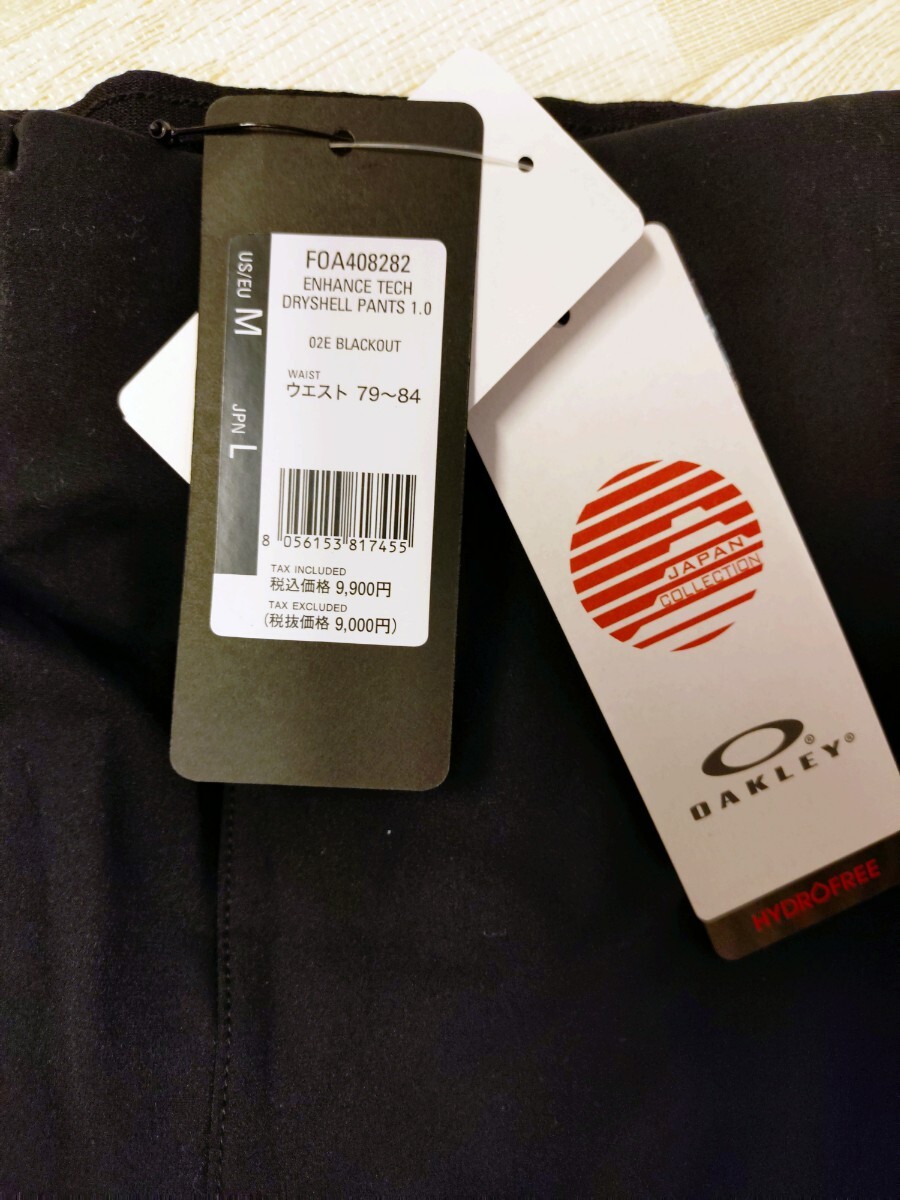 US/EU M JPN L
FOA408282
ENHANCE TECH
DRYSHELL PANTS 1.0
02E BLACKOUT
WAIST
ウエスト 79～84
8 056153 817455
TAX INCLUDED
税込価格 9,900円
TAX EXCLUDED
(税抜価格 9,000円)
JAPAN
COLLECTION
OAKLEY®
HYDROFREE